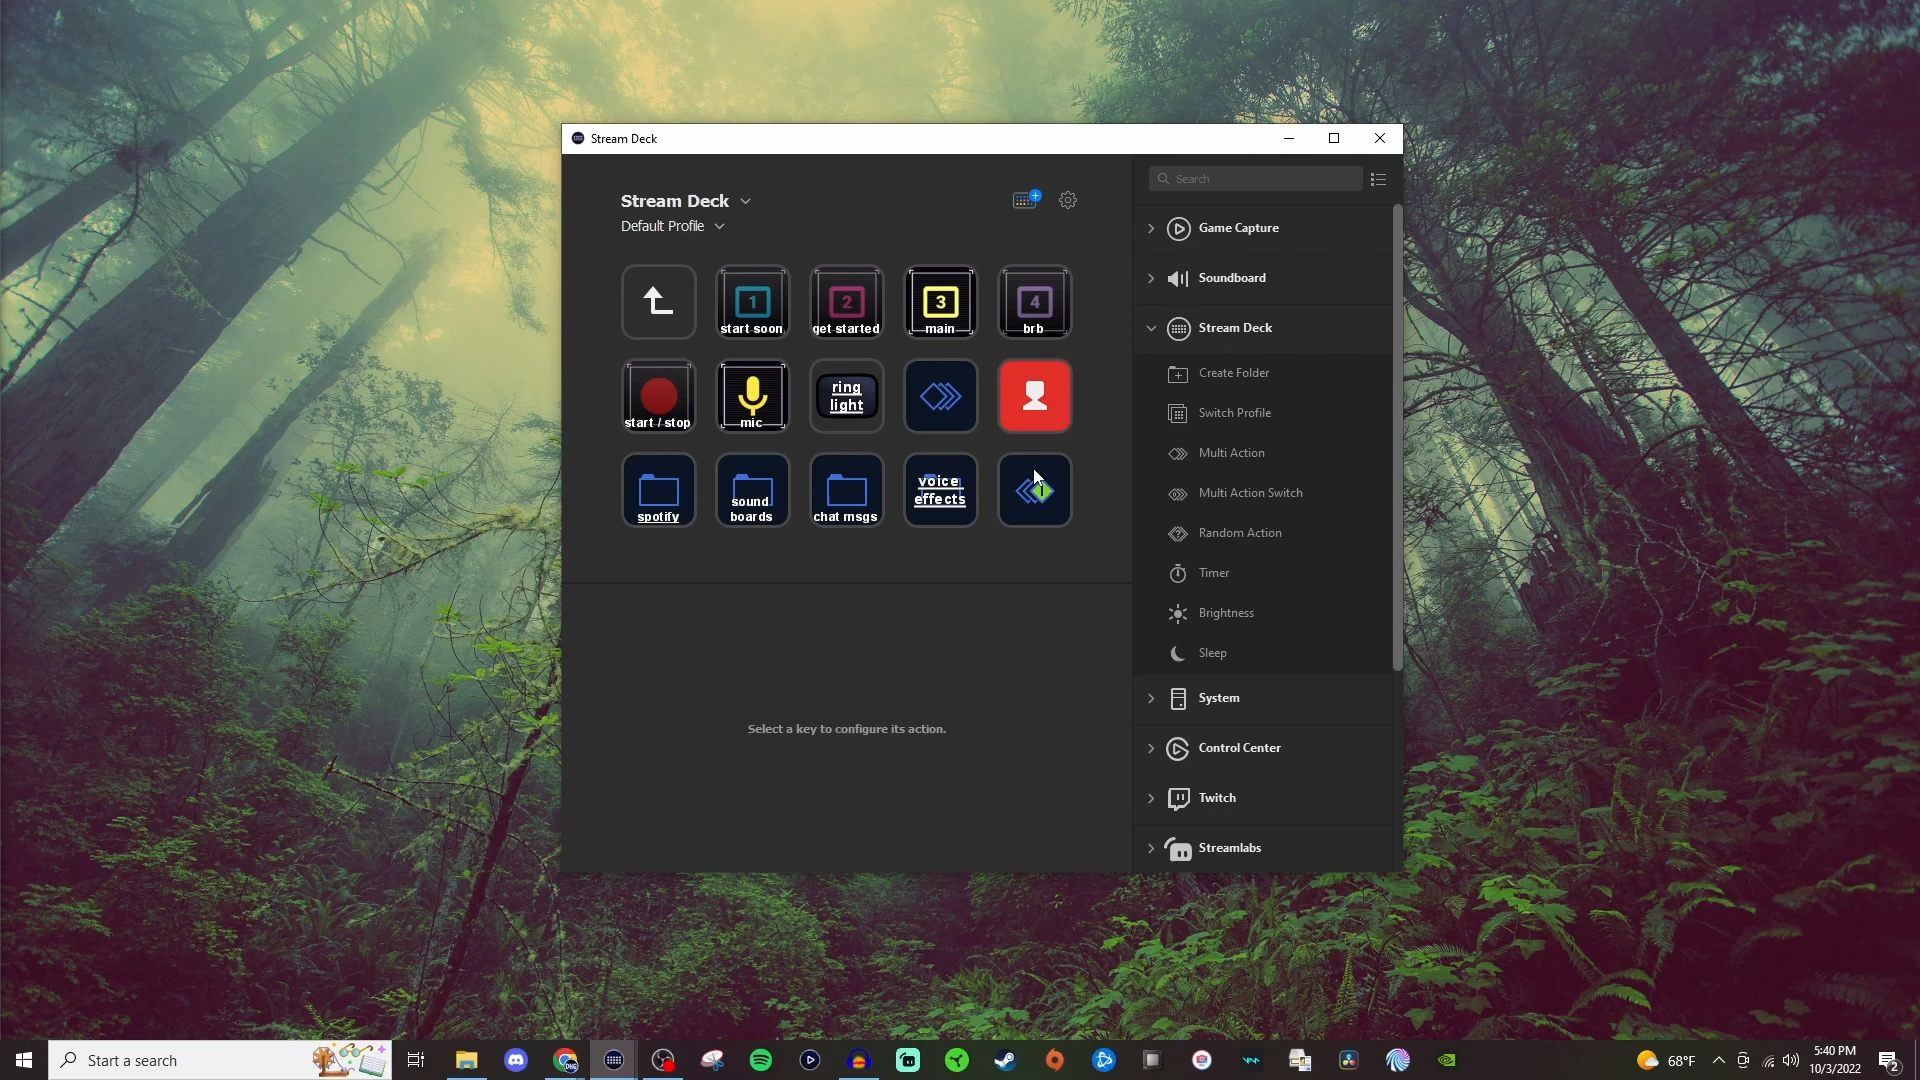 Stream Deck
Search
Stream Deck
Default Profile
1
start soon
2
get started
3
main
4
brb
start / stop
mic
ring
light
spotify
sound
boards
chat msgs
voice
effects
1
Select a key to configure its action.
Game Capture
Soundboard
Stream Deck
Create Folder
Switch Profile
Multi Action
Multi Action Switch
Random Action
Timer
Brightness
Sleep
System
Control Center
Twitch
Streamlabs
Start a search
68°F
5:40 PM
10/3/2022
2